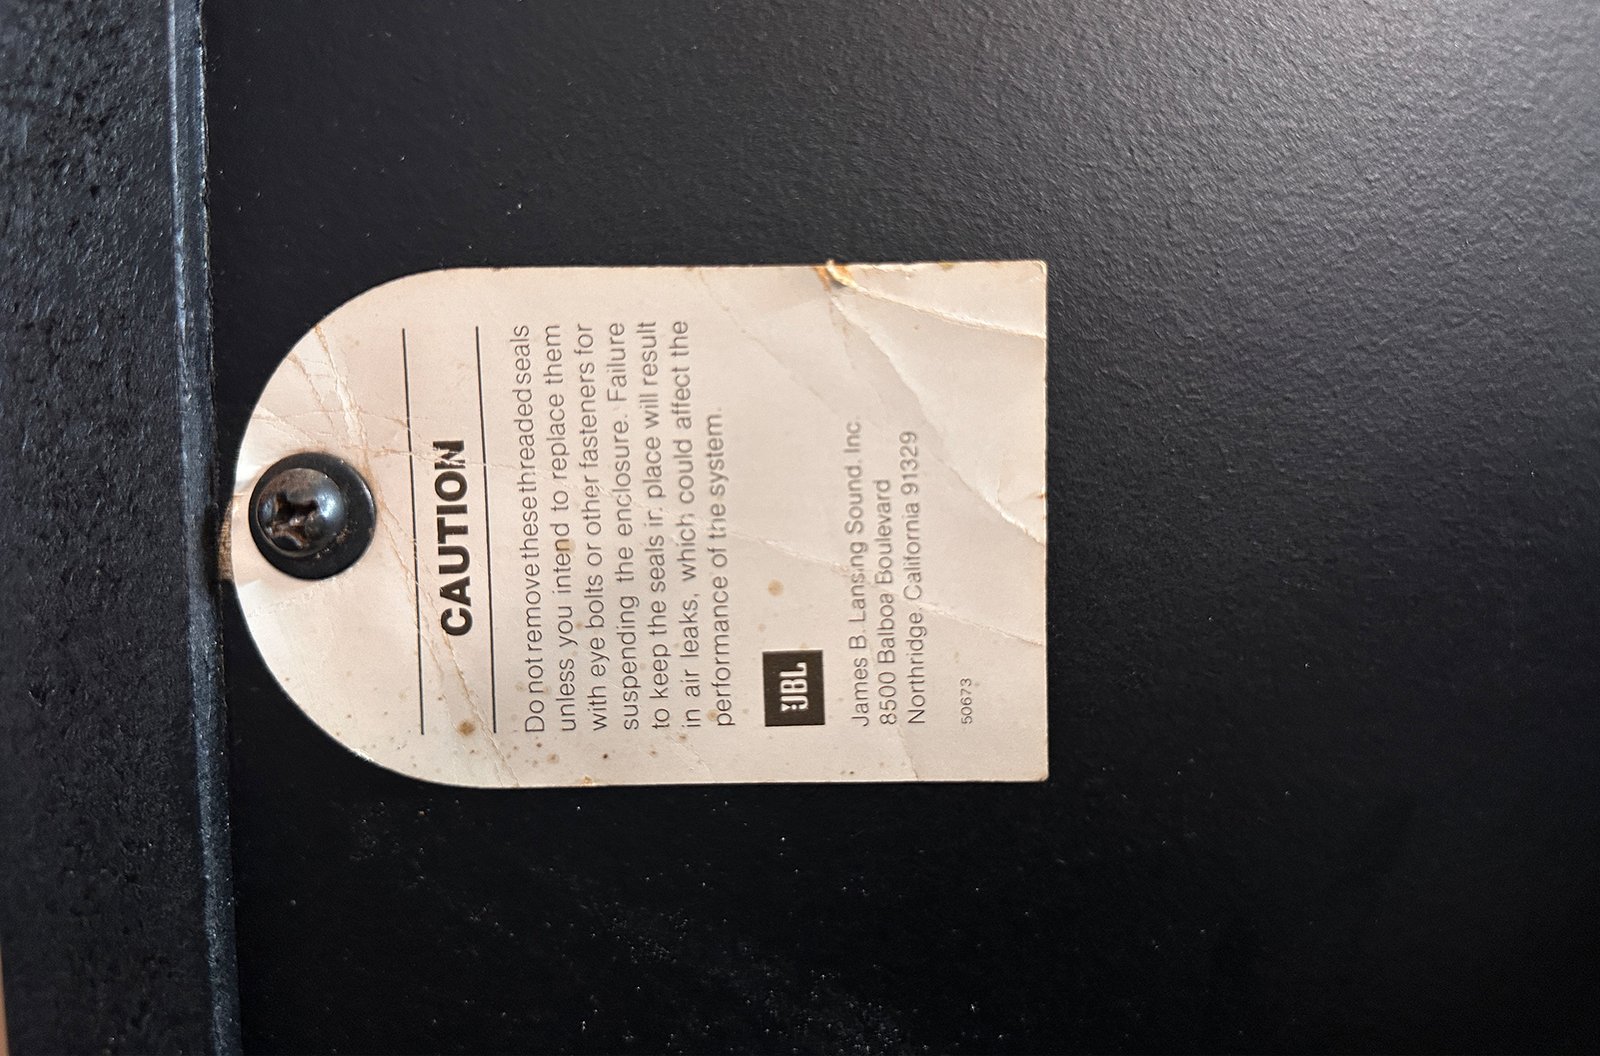 CAUTION
Do not remove these threaded seals
unless you intend to replace them
with eye bolts or other fasteners for
suspending the enclosure. Failure
to keep the seals in place will result
in air leaks, which could affect the
performance of the system.
JBL
James B. Lansing Sound, Inc.
8500 Balboa Boulevard
Northridge, California 91329
50673